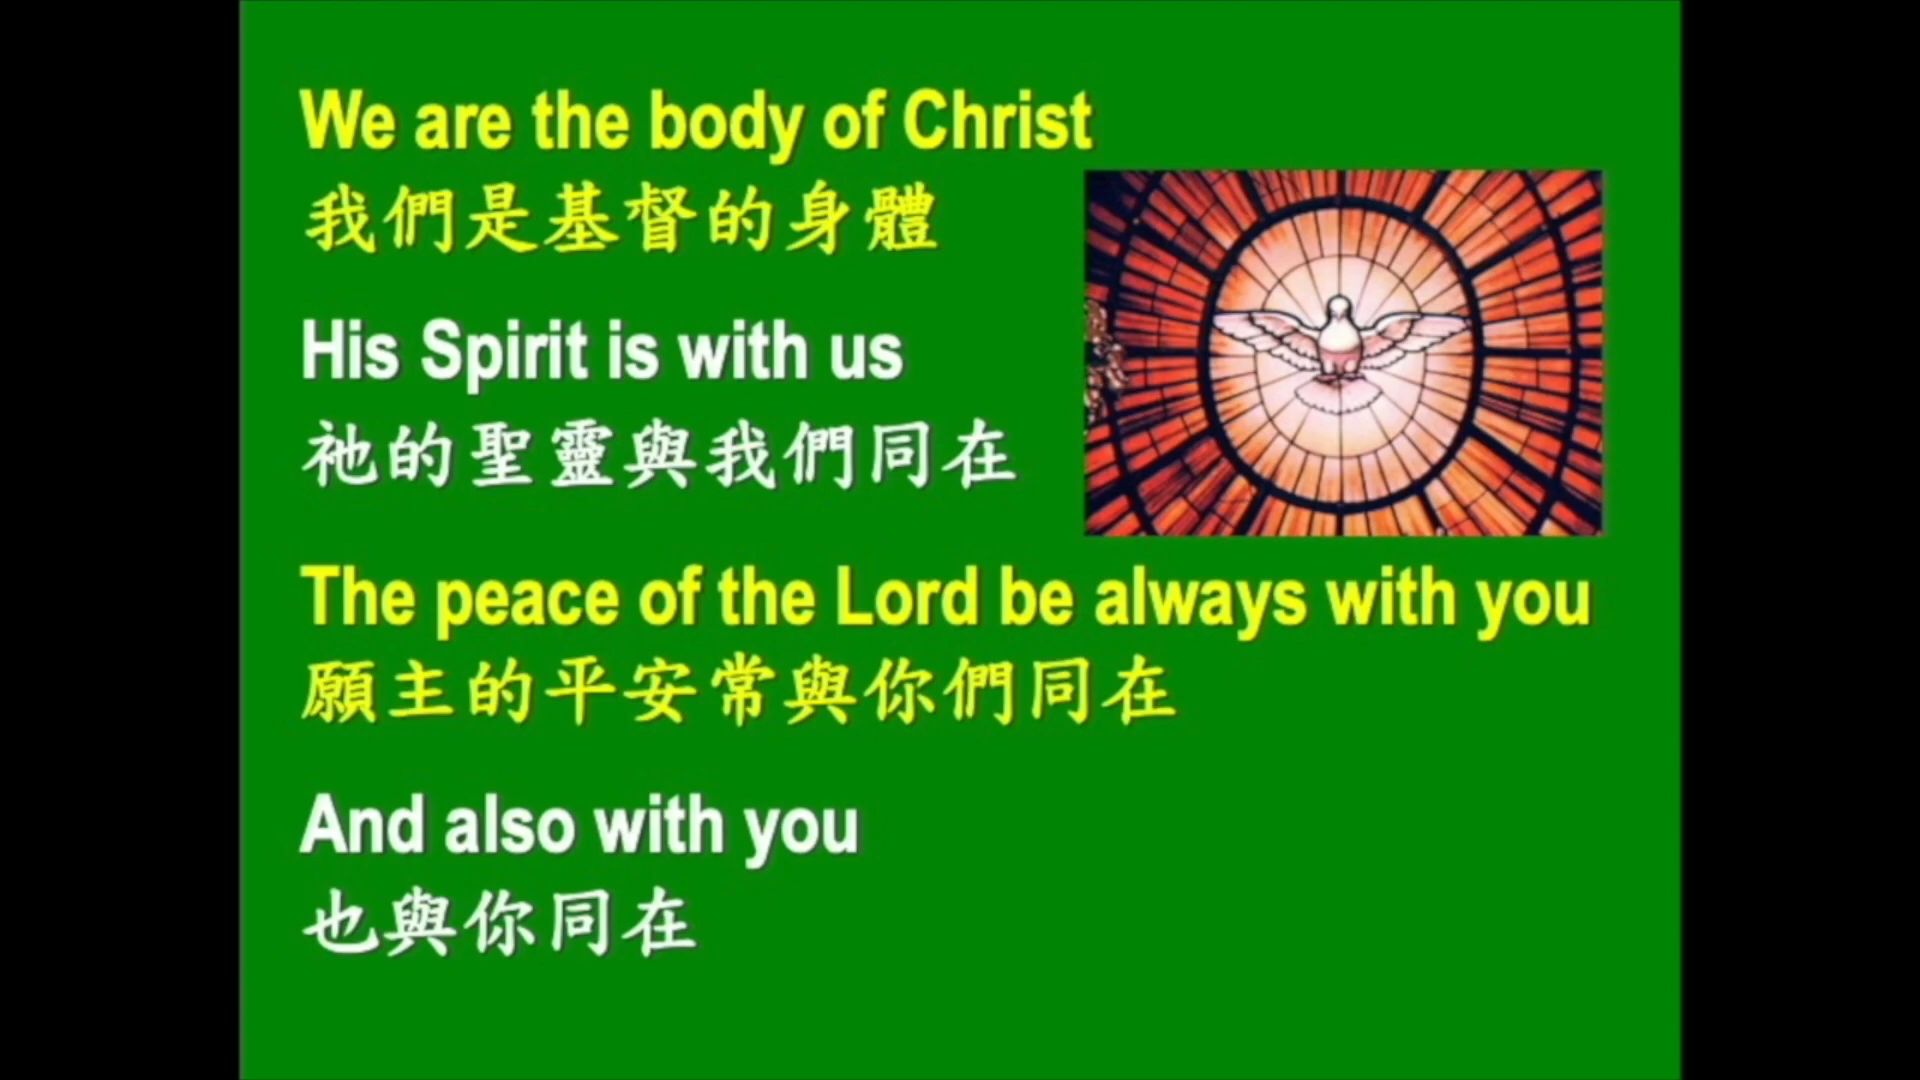 We are the body of Christ
我們是基督的身體
His Spirit is with us
祂的聖靈與我們同在
The peace of the Lord be always with you
願主的平安常與你們同在
And also with you
也與你同在